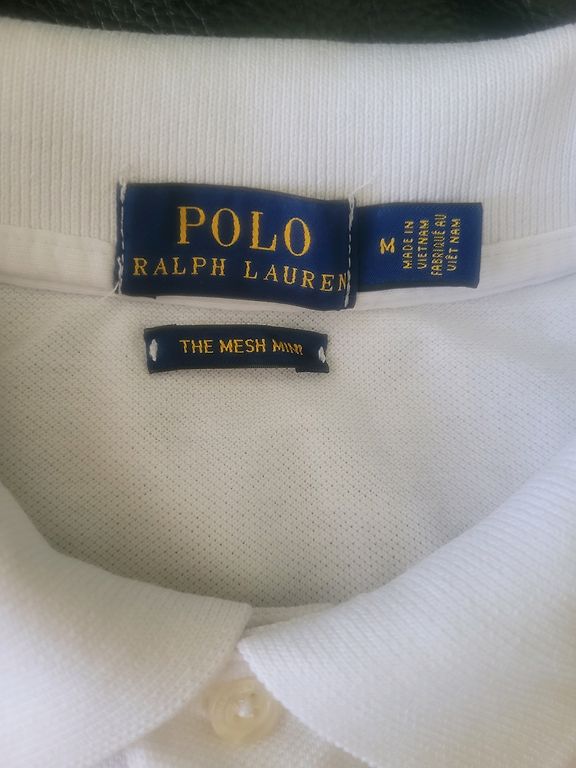 POLO
RALPH LAUREN
M
MADE IN
VIETNAM
FABRIQUÉ AU
VIÊT NAM
THE MESH